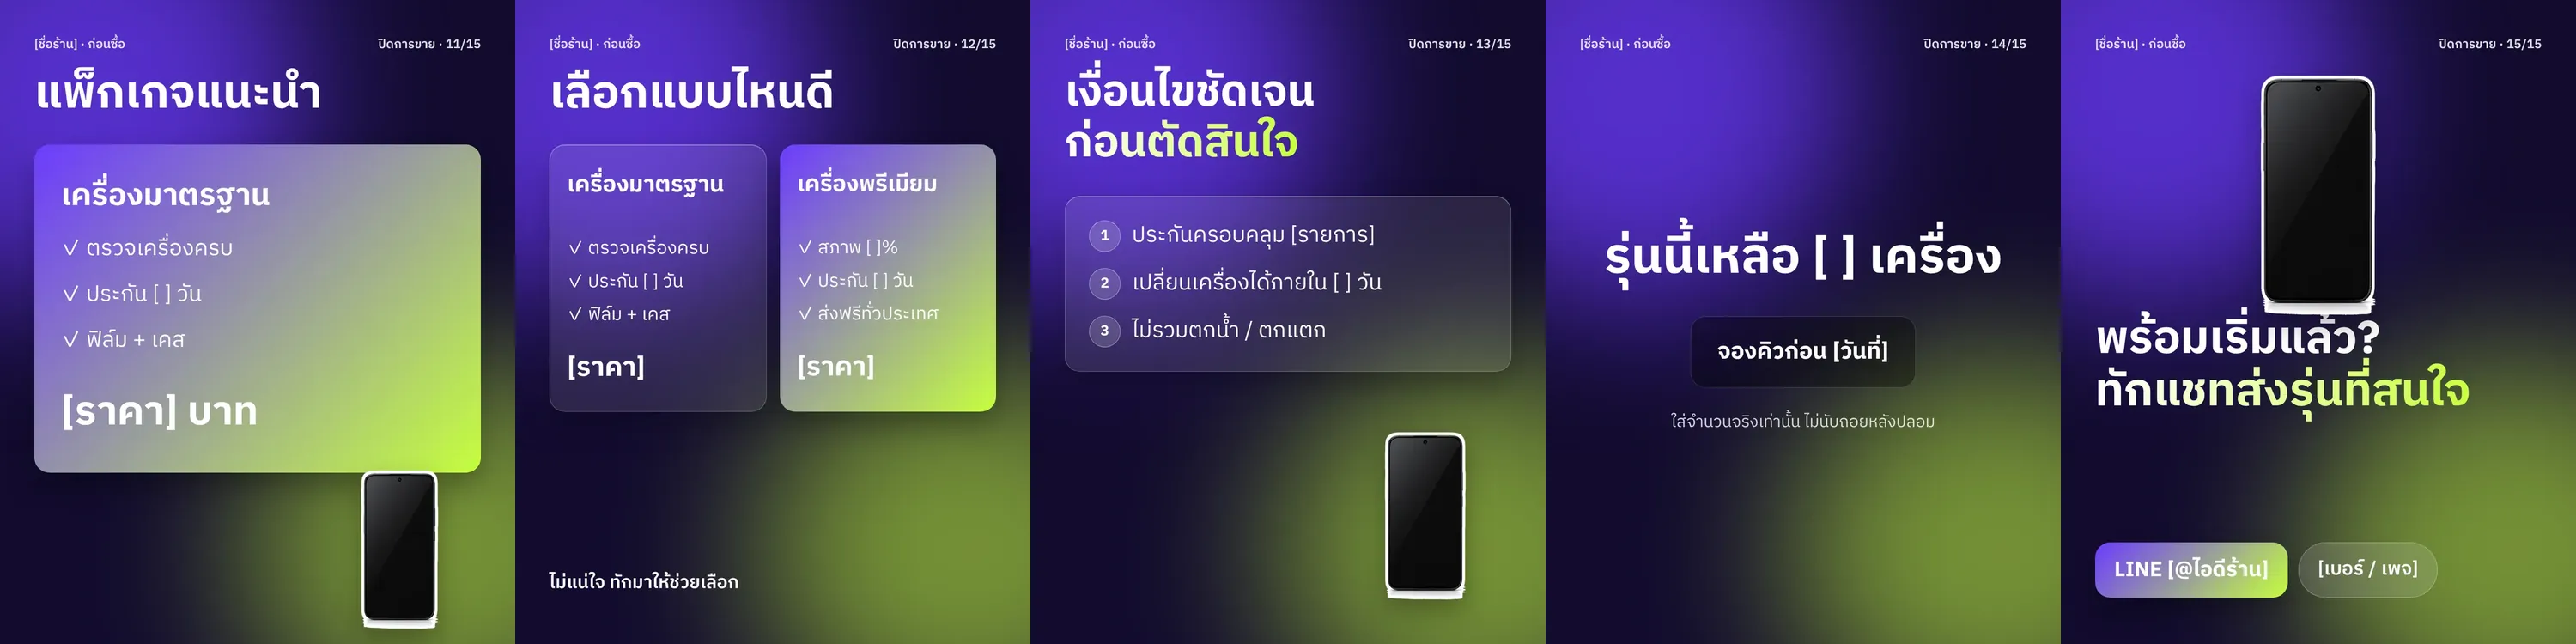 [ชื่อร้าน] · ก่อนซื้อ
ปิดการขาย · 11/15
แพ็กเกจแนะนำ
เครื่องมาตรฐาน
✓ ตรวจเครื่องครบ
✓ ประกัน [ ] วัน
✓ ฟิล์ม + เคส
[ราคา] บาท
[ชื่อร้าน] · ก่อนซื้อ
ปิดการขาย · 12/15
เลือกแบบไหนดี
เครื่องมาตรฐาน
✓ ตรวจเครื่องครบ
✓ ประกัน [ ] วัน
✓ ฟิล์ม + เคส
[ราคา]
เครื่องพรีเมียม
✓ สภาพ [ ]%
✓ ประกัน [ ] วัน
✓ ส่งฟรีทั่วประเทศ
[ราคา]
ไม่แน่ใจ ทักมาให้ช่วยเลือก
[ชื่อร้าน] · ก่อนซื้อ
ปิดการขาย · 13/15
เงื่อนไขชัดเจน
ก่อนตัดสินใจ
1 ประกันครอบคลุม [รายการ]
2 เปลี่ยนเครื่องได้ภายใน [ ] วัน
3 ไม่รวมตกน้ำ / ตกแตก
[ชื่อร้าน] · ก่อนซื้อ
ปิดการขาย · 14/15
รุ่นนี้เหลือ [ ] เครื่อง
จองคิวก่อน [วันที่]
ใส่จำนวนจริงเท่านั้น ไม่นับถอยหลังปลอม
[ชื่อร้าน] · ก่อนซื้อ
ปิดการขาย · 15/15
พร้อมเริ่มแล้ว?
ทักแชทส่งรุ่นที่สนใจ
LINE [@ไอดีร้าน]
[เบอร์ / เพจ]